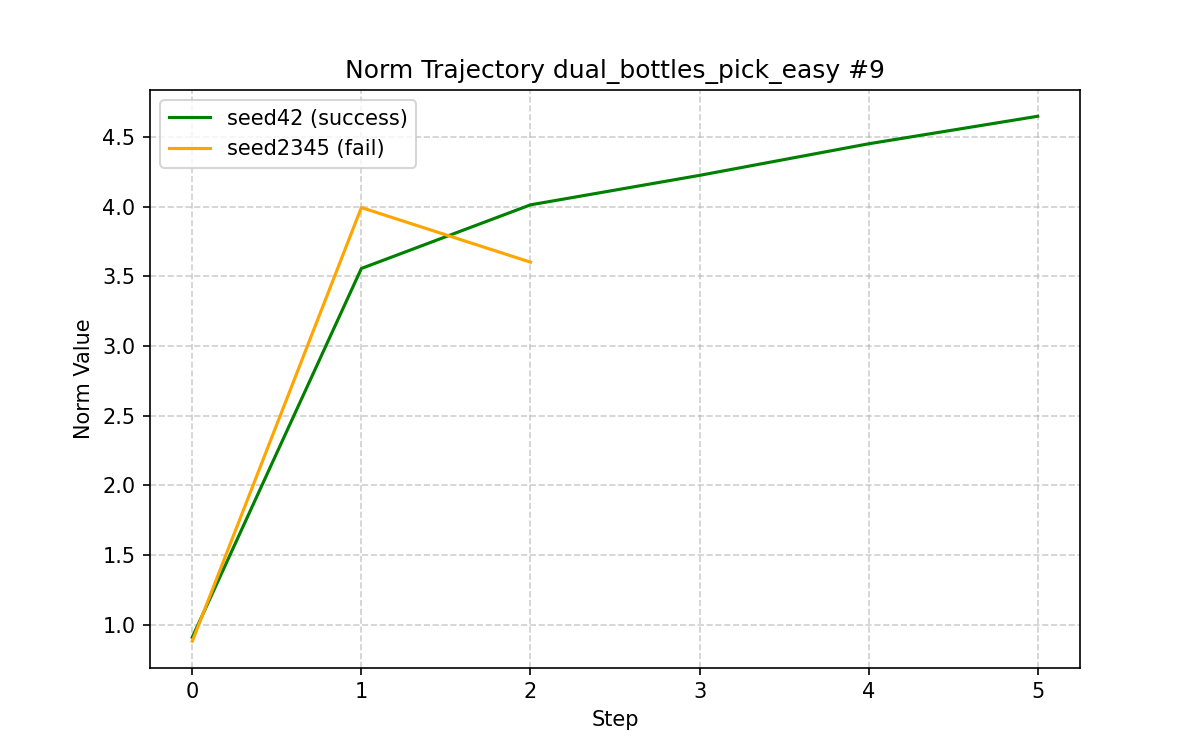 Norm Trajectory dual_bottles_pick_easy #9
seed42 (success)
seed2345 (fail)
Norm Value
4.5
4.0
3.5
3.0
2.5
2.0
1.5
1.0
0 1 2 3 4 5
Step